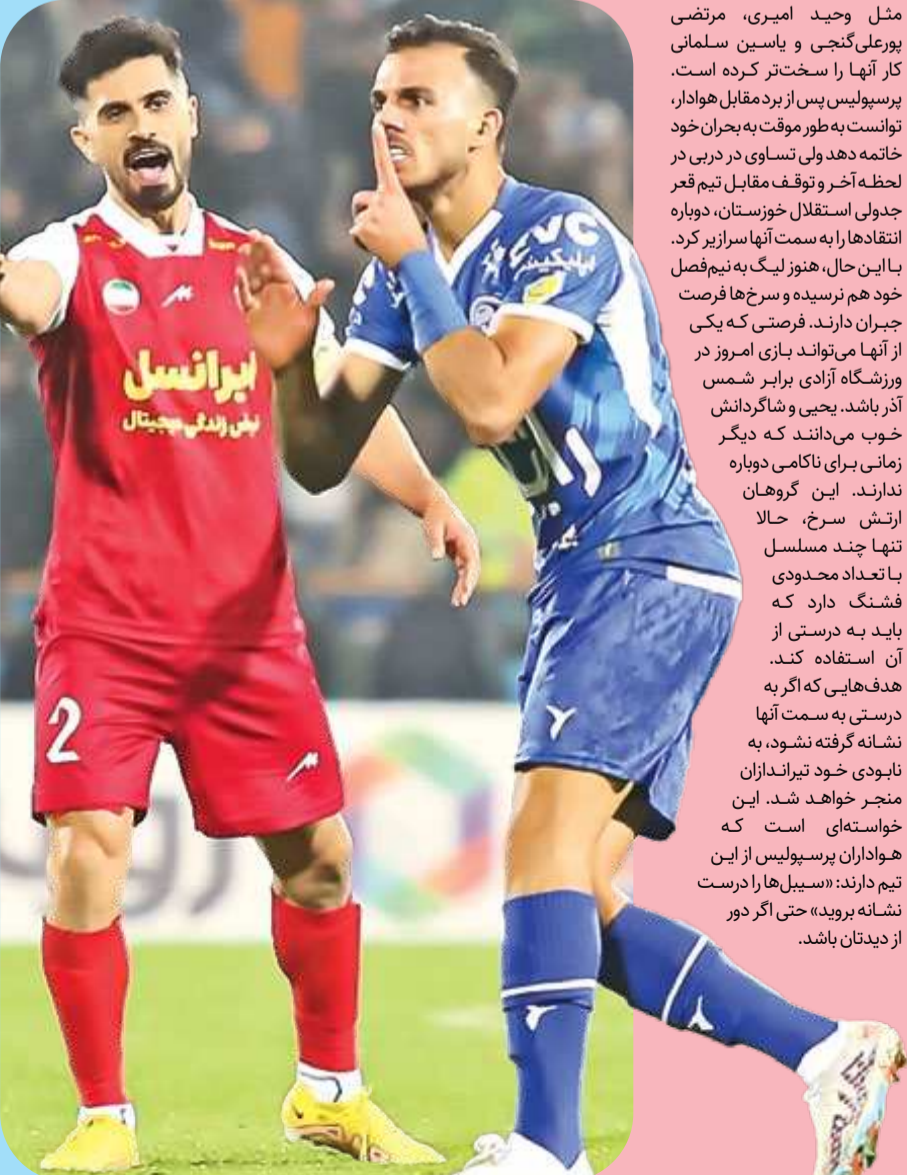 مثل وحید امیری، مرتضی
پورعلی‌گنجی و یاسین سلمانی
کار آنها را سخت‌تر کرده است.
پرسپولیس پس از برد مقابل هوادار،
توانست به طور موقت به بحران خود
خاتمه دهد ولی تساوی در دربی در
لحظه آخر و توقف مقابل تیم قعر
جدولی استقلال خوزستان، دوباره
انتقادها را به سمت آنها سرازیر کرد.
با این حال، هنوز لیگ به نیم‌فصل
خود هم نرسیده و سرخ‌ها فرصت
جبران دارند. فرصتی که یکی
از آنها می‌تواند بازی امروز در
ورزشگاه آزادی برابر شمس
آذر باشد. یحیی و شاگردانش
خوب می‌دانند که دیگر
زمانی برای ناکامی دوباره
ندارند. این گروهان
ارتش سرخ، حالا
تنها چند مسلسل
با تعداد محدودی
فشنگ دارد که
باید به درستی از
آن استفاده کند.
هدف‌هایی که اگر به
درستی به سمت آنها
نشانه گرفته نشود، به
نابودی خود تیراندازان
منجر خواهد شد. این
خواسته‌ای است که
هواداران پرسپولیس از این
تیم دارند: «سیبل‌ها را درست
نشانه بروید» حتی اگر دور
از دیدتان باشد.
ایرانسل
نبض زندگی دیجیتال
2